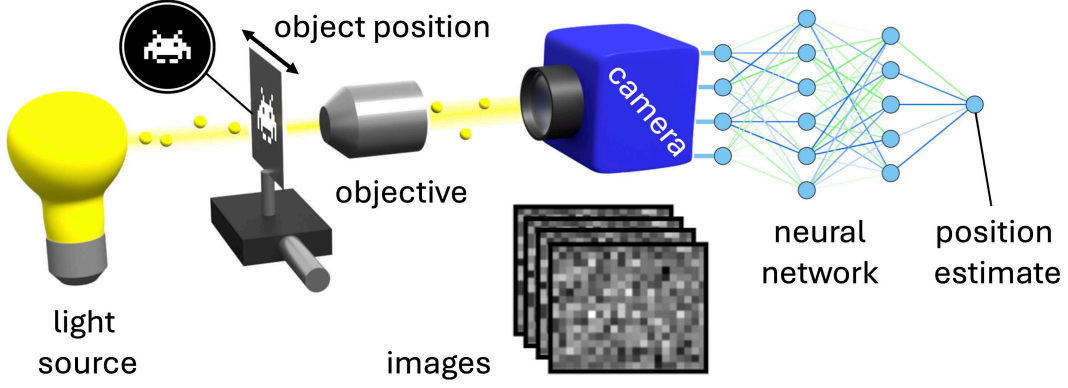 object position
camera
objective
light
source
images
neural
network
position
estimate